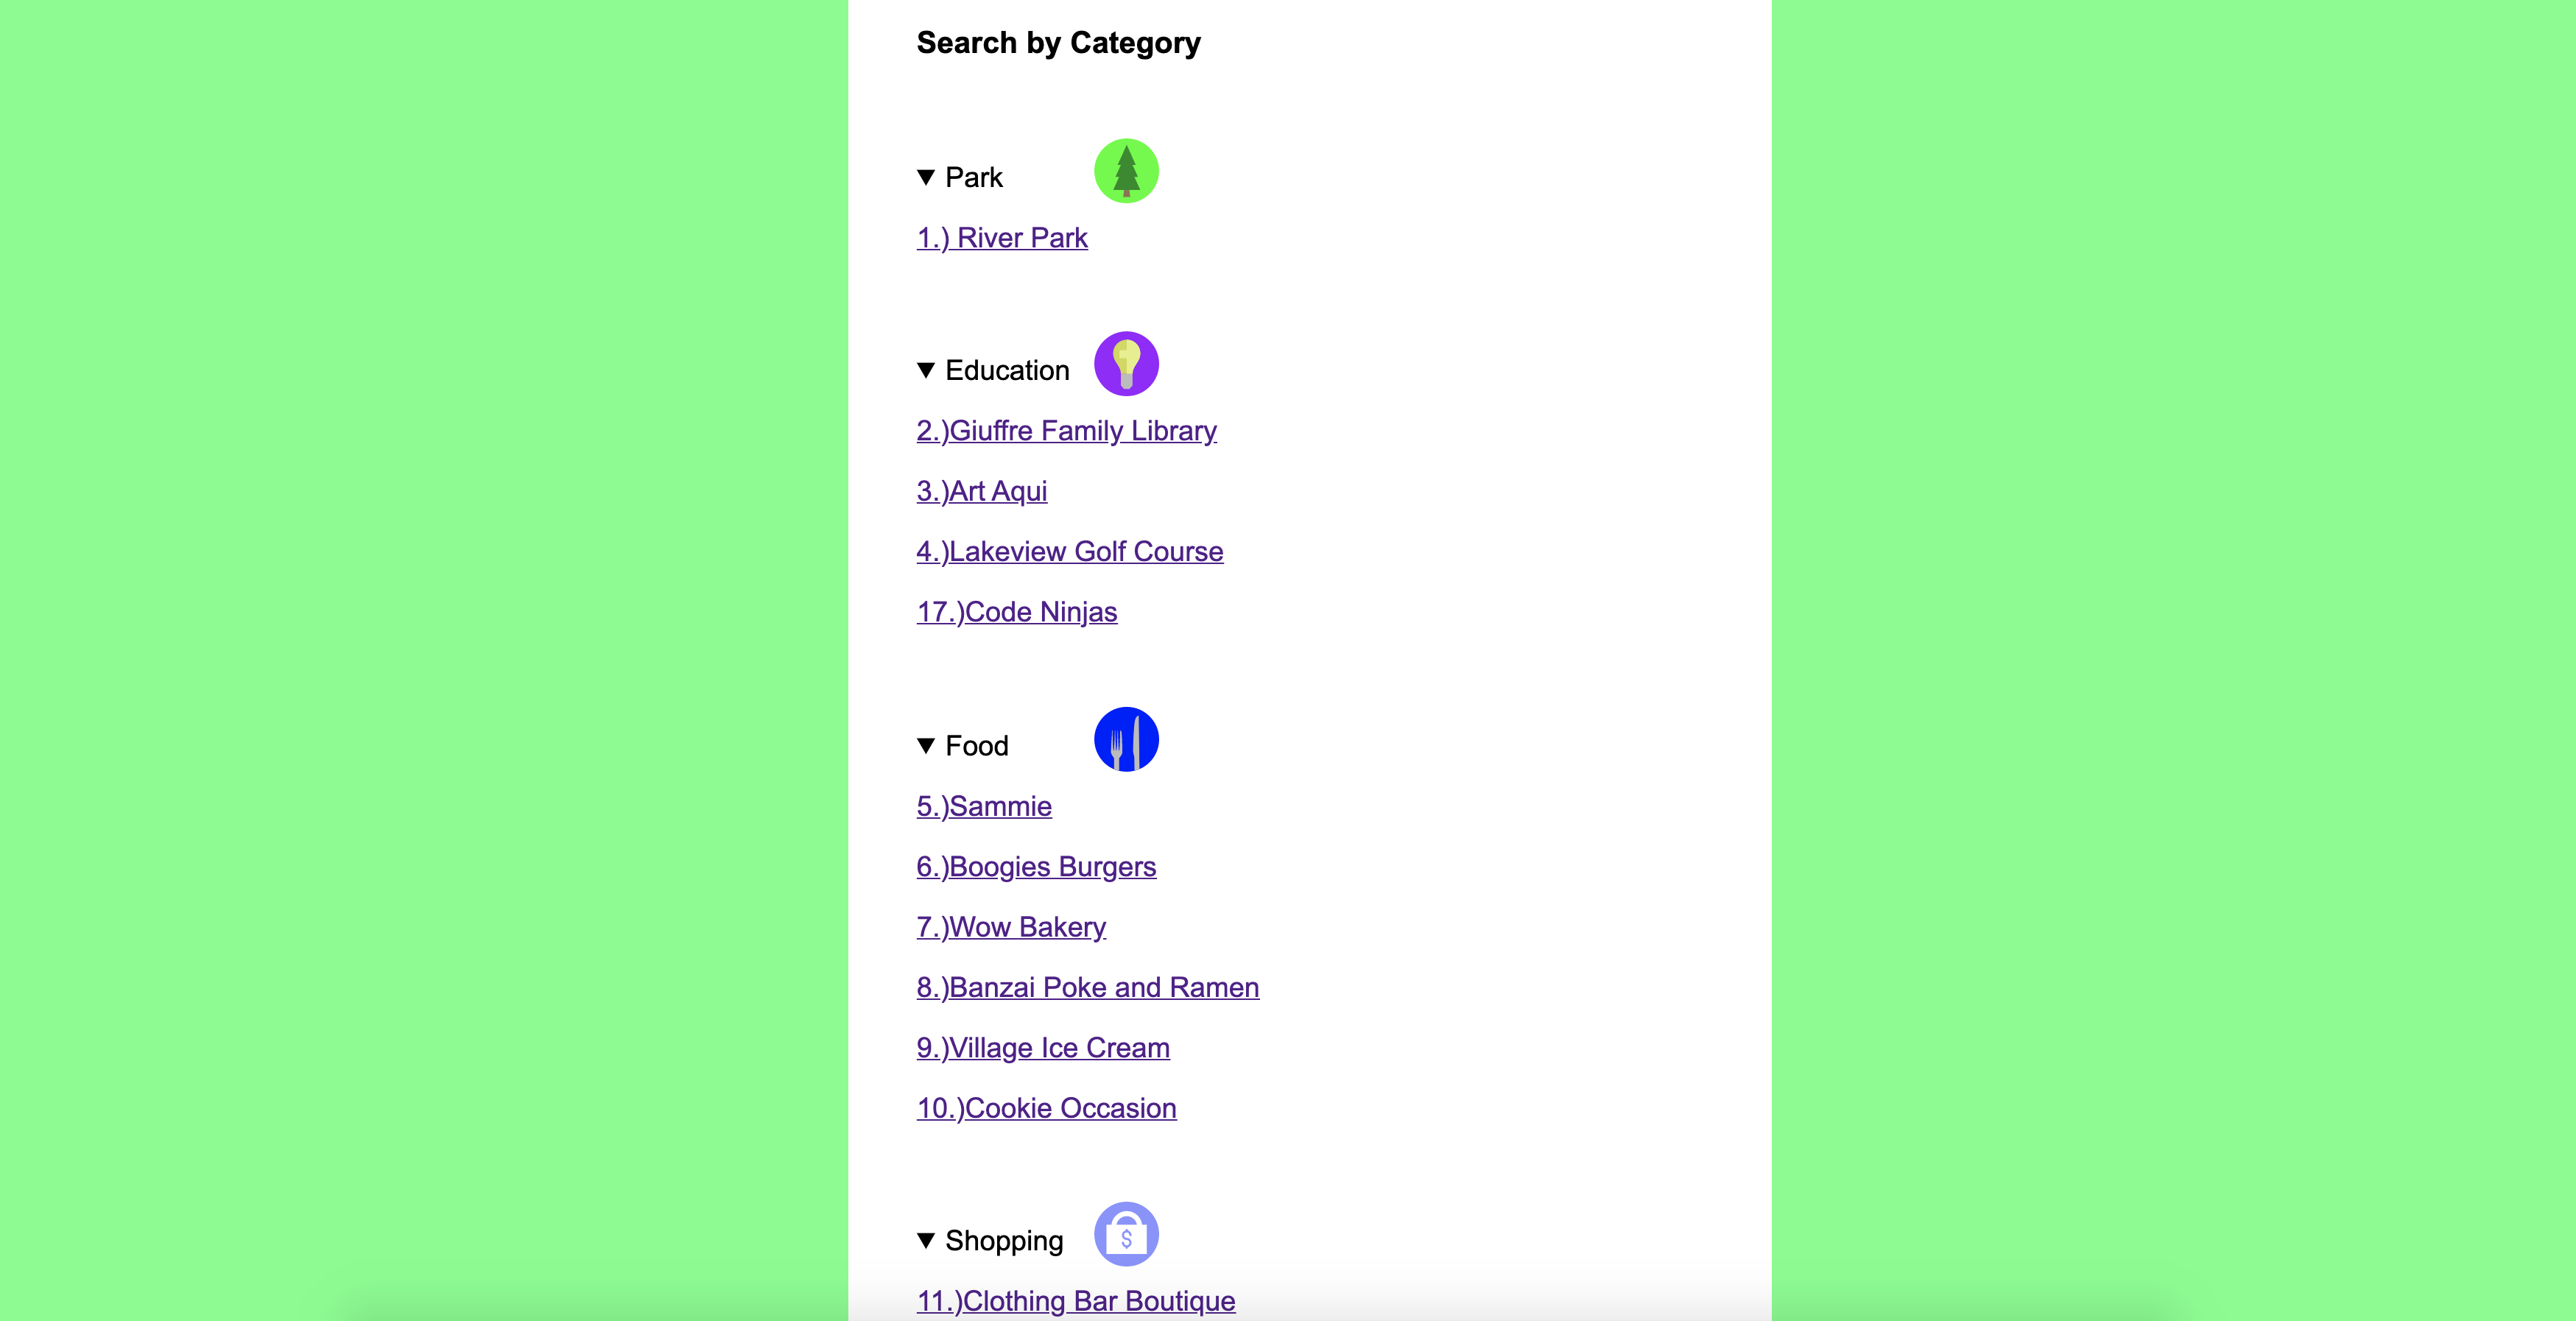 Search by Category
▼ Park
1.) River Park
▼ Education
2.)Giuffre Family Library
3.)Art Aqui
4.)Lakeview Golf Course
17.)Code Ninjas
▼ Food
5.)Sammie
6.)Boogies Burgers
7.)Wow Bakery
8.)Banzai Poke and Ramen
9.)Village Ice Cream
10.)Cookie Occasion
▼ Shopping
$
11.)Clothing Bar Boutique